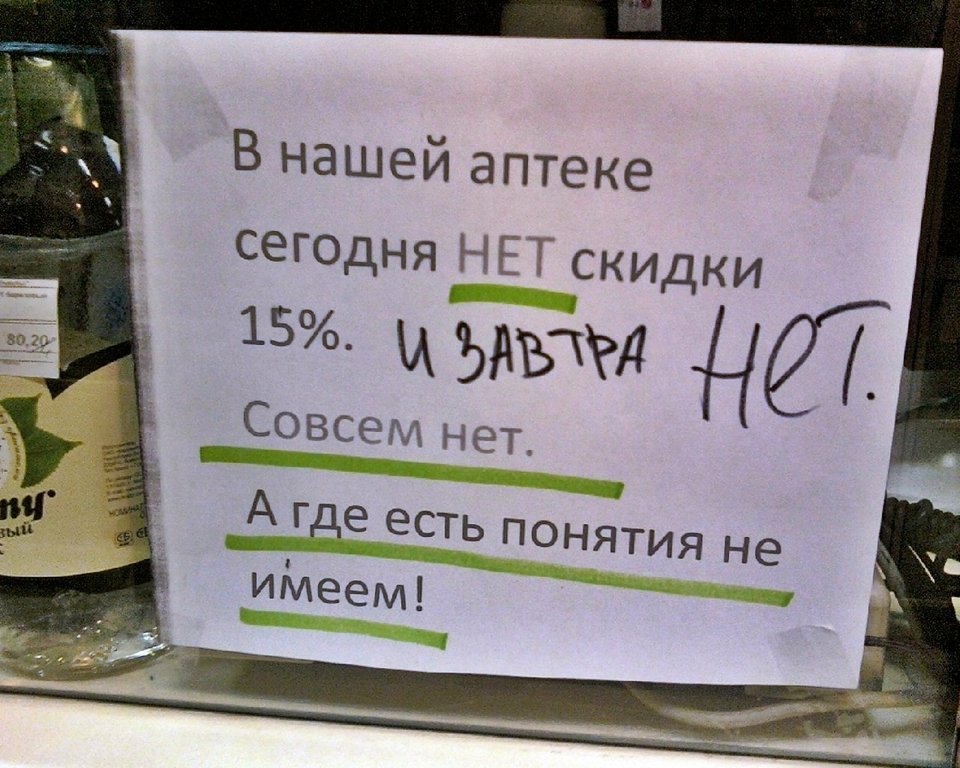 В нашей аптеке
сегодня НЕТ скидки
15%. И ЗАВТРА НеТ.
Совсем нет.
А где есть понятия не
имеем!
80,20